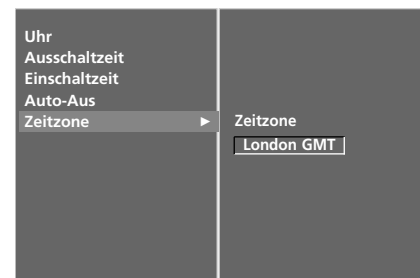 Uhr
Ausschaltzeit
Einschaltzeit
Auto-Aus
Zeitzone ►
Zeitzone
London GMT